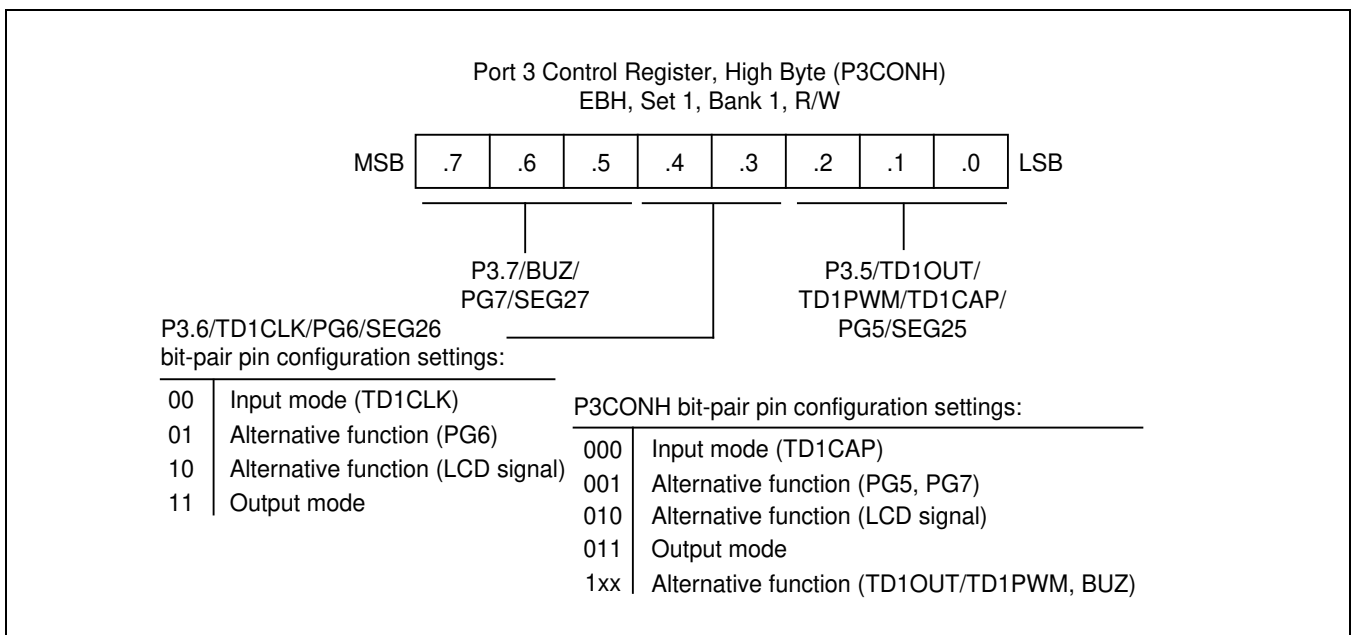 Port 3 Control Register, High Byte (P3CONH)
EBH, Set 1, Bank 1, R/W
MSB .7 .6 .5 .4 .3 .2 .1 .0 LSB
P3.7/BUZ/
PG7/SEG27
P3.5/TD1OUT/
TD1PWM/TD1CAP/
PG5/SEG25
P3.6/TD1CLK/PG6/SEG26
bit-pair pin configuration settings:
00 Input mode (TD1CLK)
01 Alternative function (PG6)
10 Alternative function (LCD signal)
11 Output mode
P3CONH bit-pair pin configuration settings:
000 Input mode (TD1CAP)
001 Alternative function (PG5, PG7)
010 Alternative function (LCD signal)
011 Output mode
1xx Alternative function (TD1OUT/TD1PWM, BUZ)